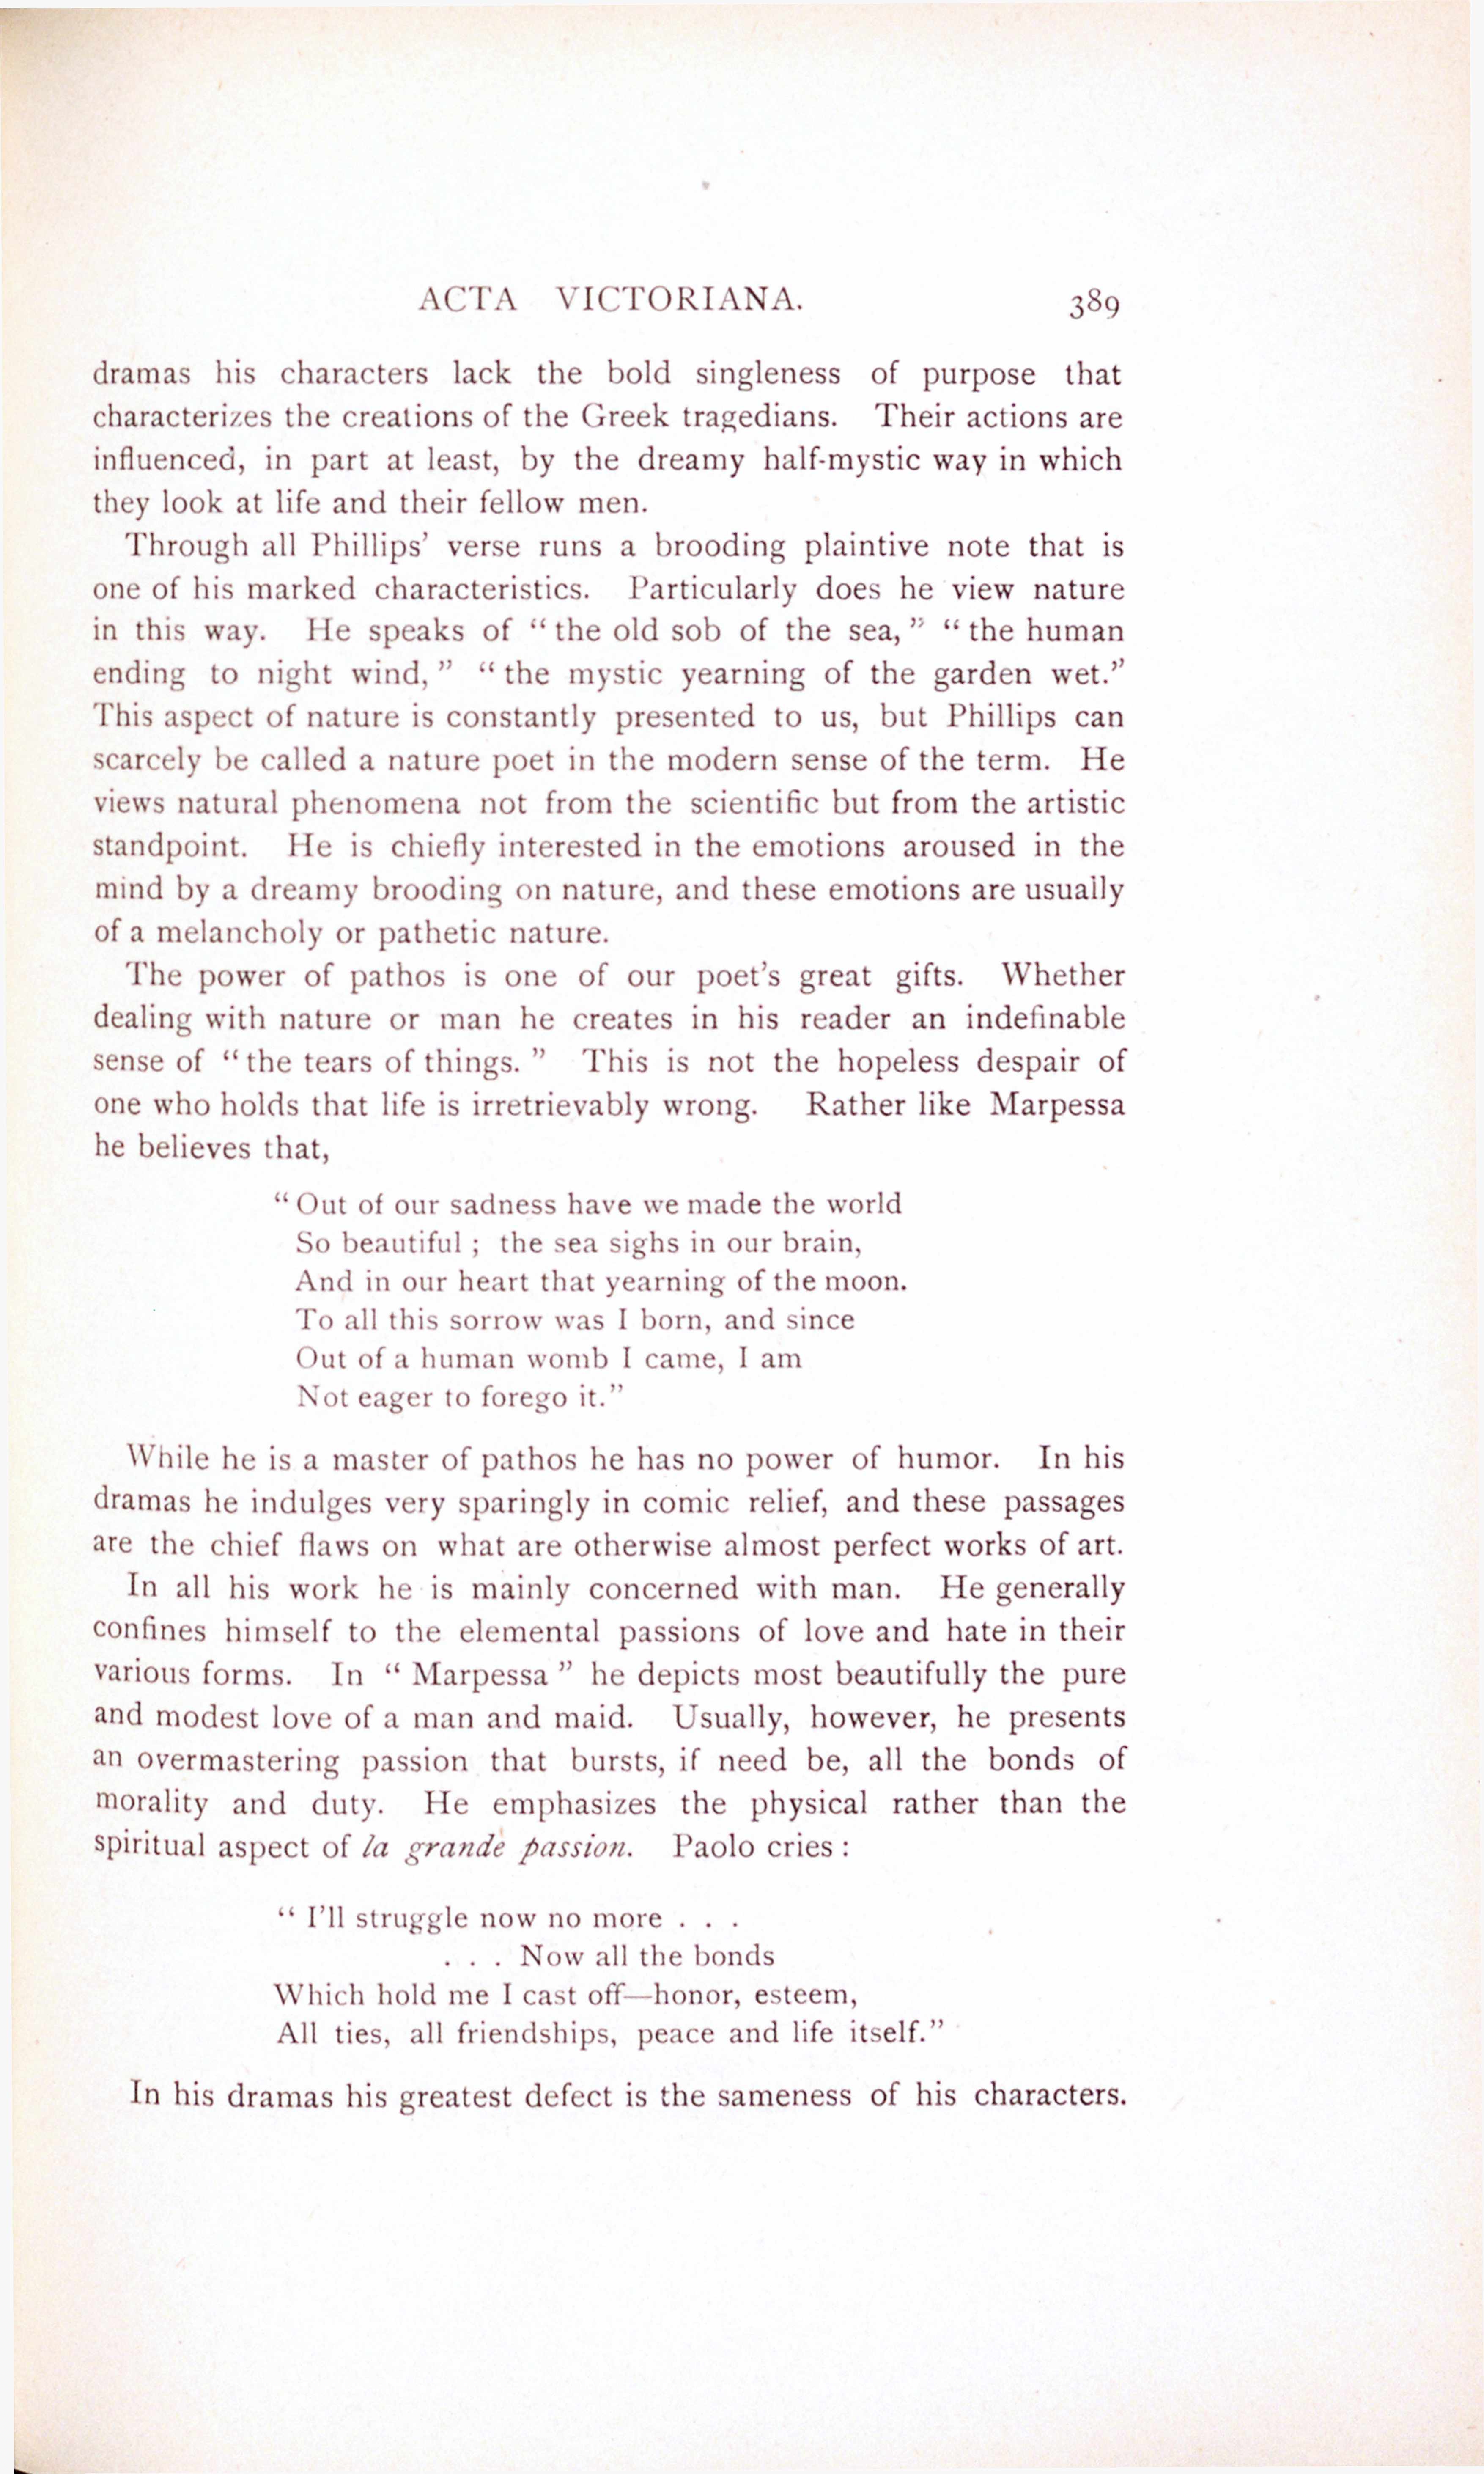 ACTA VICTORIANA. 389
dramas his characters lack the bold singleness of purpose that
characterizes the creations of the Greek tragedians. Their actions are
influenced, in part at least, by the dreamy half-mystic way in which
they look at life and their fellow men.
Through all Phillips' verse runs a brooding plaintive note that is
one of his marked characteristics. Particularly does he view nature
in this way. He speaks of "the old sob of the sea," "the human
ending to night wind," "the mystic yearning of the garden wet."
This aspect of nature is constantly presented to us, but Phillips can
scarcely be called a nature poet in the modern sense of the term. He
views natural phenomena not from the scientific but from the artistic
standpoint. He is chiefly interested in the emotions aroused in the
mind by a dreamy brooding on nature, and these emotions are usually
of a melancholy or pathetic nature.
The power of pathos is one of our poet's great gifts. Whether
dealing with nature or man he creates in his reader an indefinable
sense of "the tears of things." This is not the hopeless despair of
one who holds that life is irretrievably wrong. Rather like Marpessa
he believes that,
"Out of our sadness have we made the world
So beautiful; the sea sighs in our brain,
And in our heart that yearning of the moon.
To all this sorrow was I born, and since
Out of a human womb I came, I am
Not eager to forego it."
While he is a master of pathos he has no power of humor. In his
dramas he indulges very sparingly in comic relief, and these passages
are the chief flaws on what are otherwise almost perfect works of art.
In all his work he is mainly concerned with man. He generally
confines himself to the elemental passions of love and hate in their
various forms. In "Marpessa" he depicts most beautifully the pure
and modest love of a man and maid. Usually, however, he presents
an overmastering passion that bursts, if need be, all the bonds of
morality and duty. He emphasizes the physical rather than the
spiritual aspect of la grande passion. Paolo cries:
"I'll struggle now no more . . .
. . . Now all the bonds
Which hold me I cast off—honor, esteem,
All ties, all friendships, peace and life itself."
In his dramas his greatest defect is the sameness of his characters.